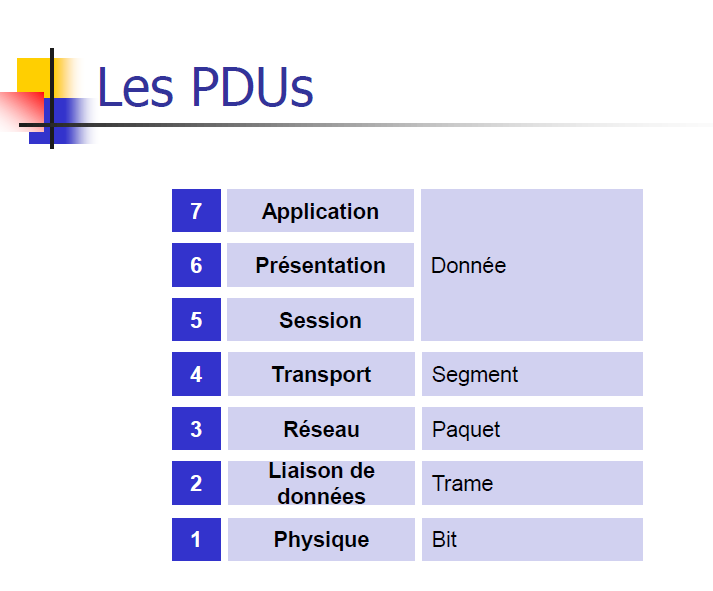 Les PDUs
7 Application
6 Présentation Donnée
5 Session
4 Transport Segment
3 Réseau Paquet
2 Liaison de données Trame
1 Physique Bit